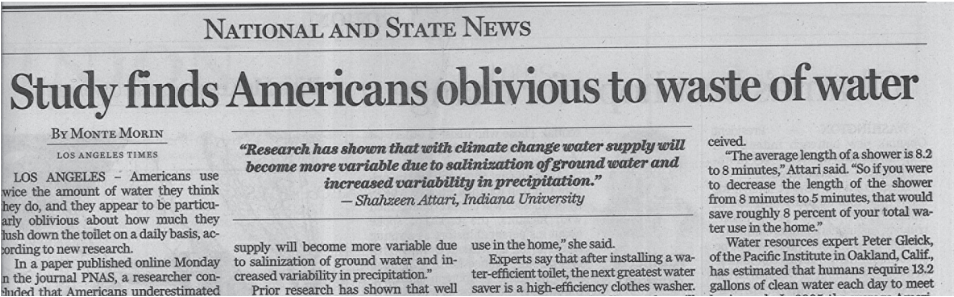 NATIONAL AND STATE NEWS
Study finds Americans oblivious to waste of water
BY MONTE MORIN
LOS ANGELES TIMES
LOS ANGELES – Americans use
wice the amount of water they think
hey do, and they appear to be particu-
arly oblivious about how much they
lush down the toilet on a daily basis, ac-
ording to new research.
In a paper published online Monday
n the journal PNAS, a researcher con-
luded that Americans underestimated
“Research has shown that with climate change water supply will
become more variable due to salinization of ground water and
increased variability in precipitation.”
— Shahzeen Attari, Indiana University
supply will become more variable due
to salinization of ground water and in-
creased variability in precipitation.”
Prior research has shown that well
use in the home,” she said.
Experts say that after installing a wa-
ter-efficient toilet, the next greatest water
saver is a high-efficiency clothes washer.
ceived.
“The average length of a shower is 8.2
to 8 minutes,” Attari said. “So if you were
to decrease the length of the shower
from 8 minutes to 5 minutes, that would
save roughly 8 percent of your total wa-
ter use in the home.”
Water resources expert Peter Gleick,
of the Pacific Institute in Oakland, Calif.,
has estimated that humans require 13.2
gallons of clean water each day to meet